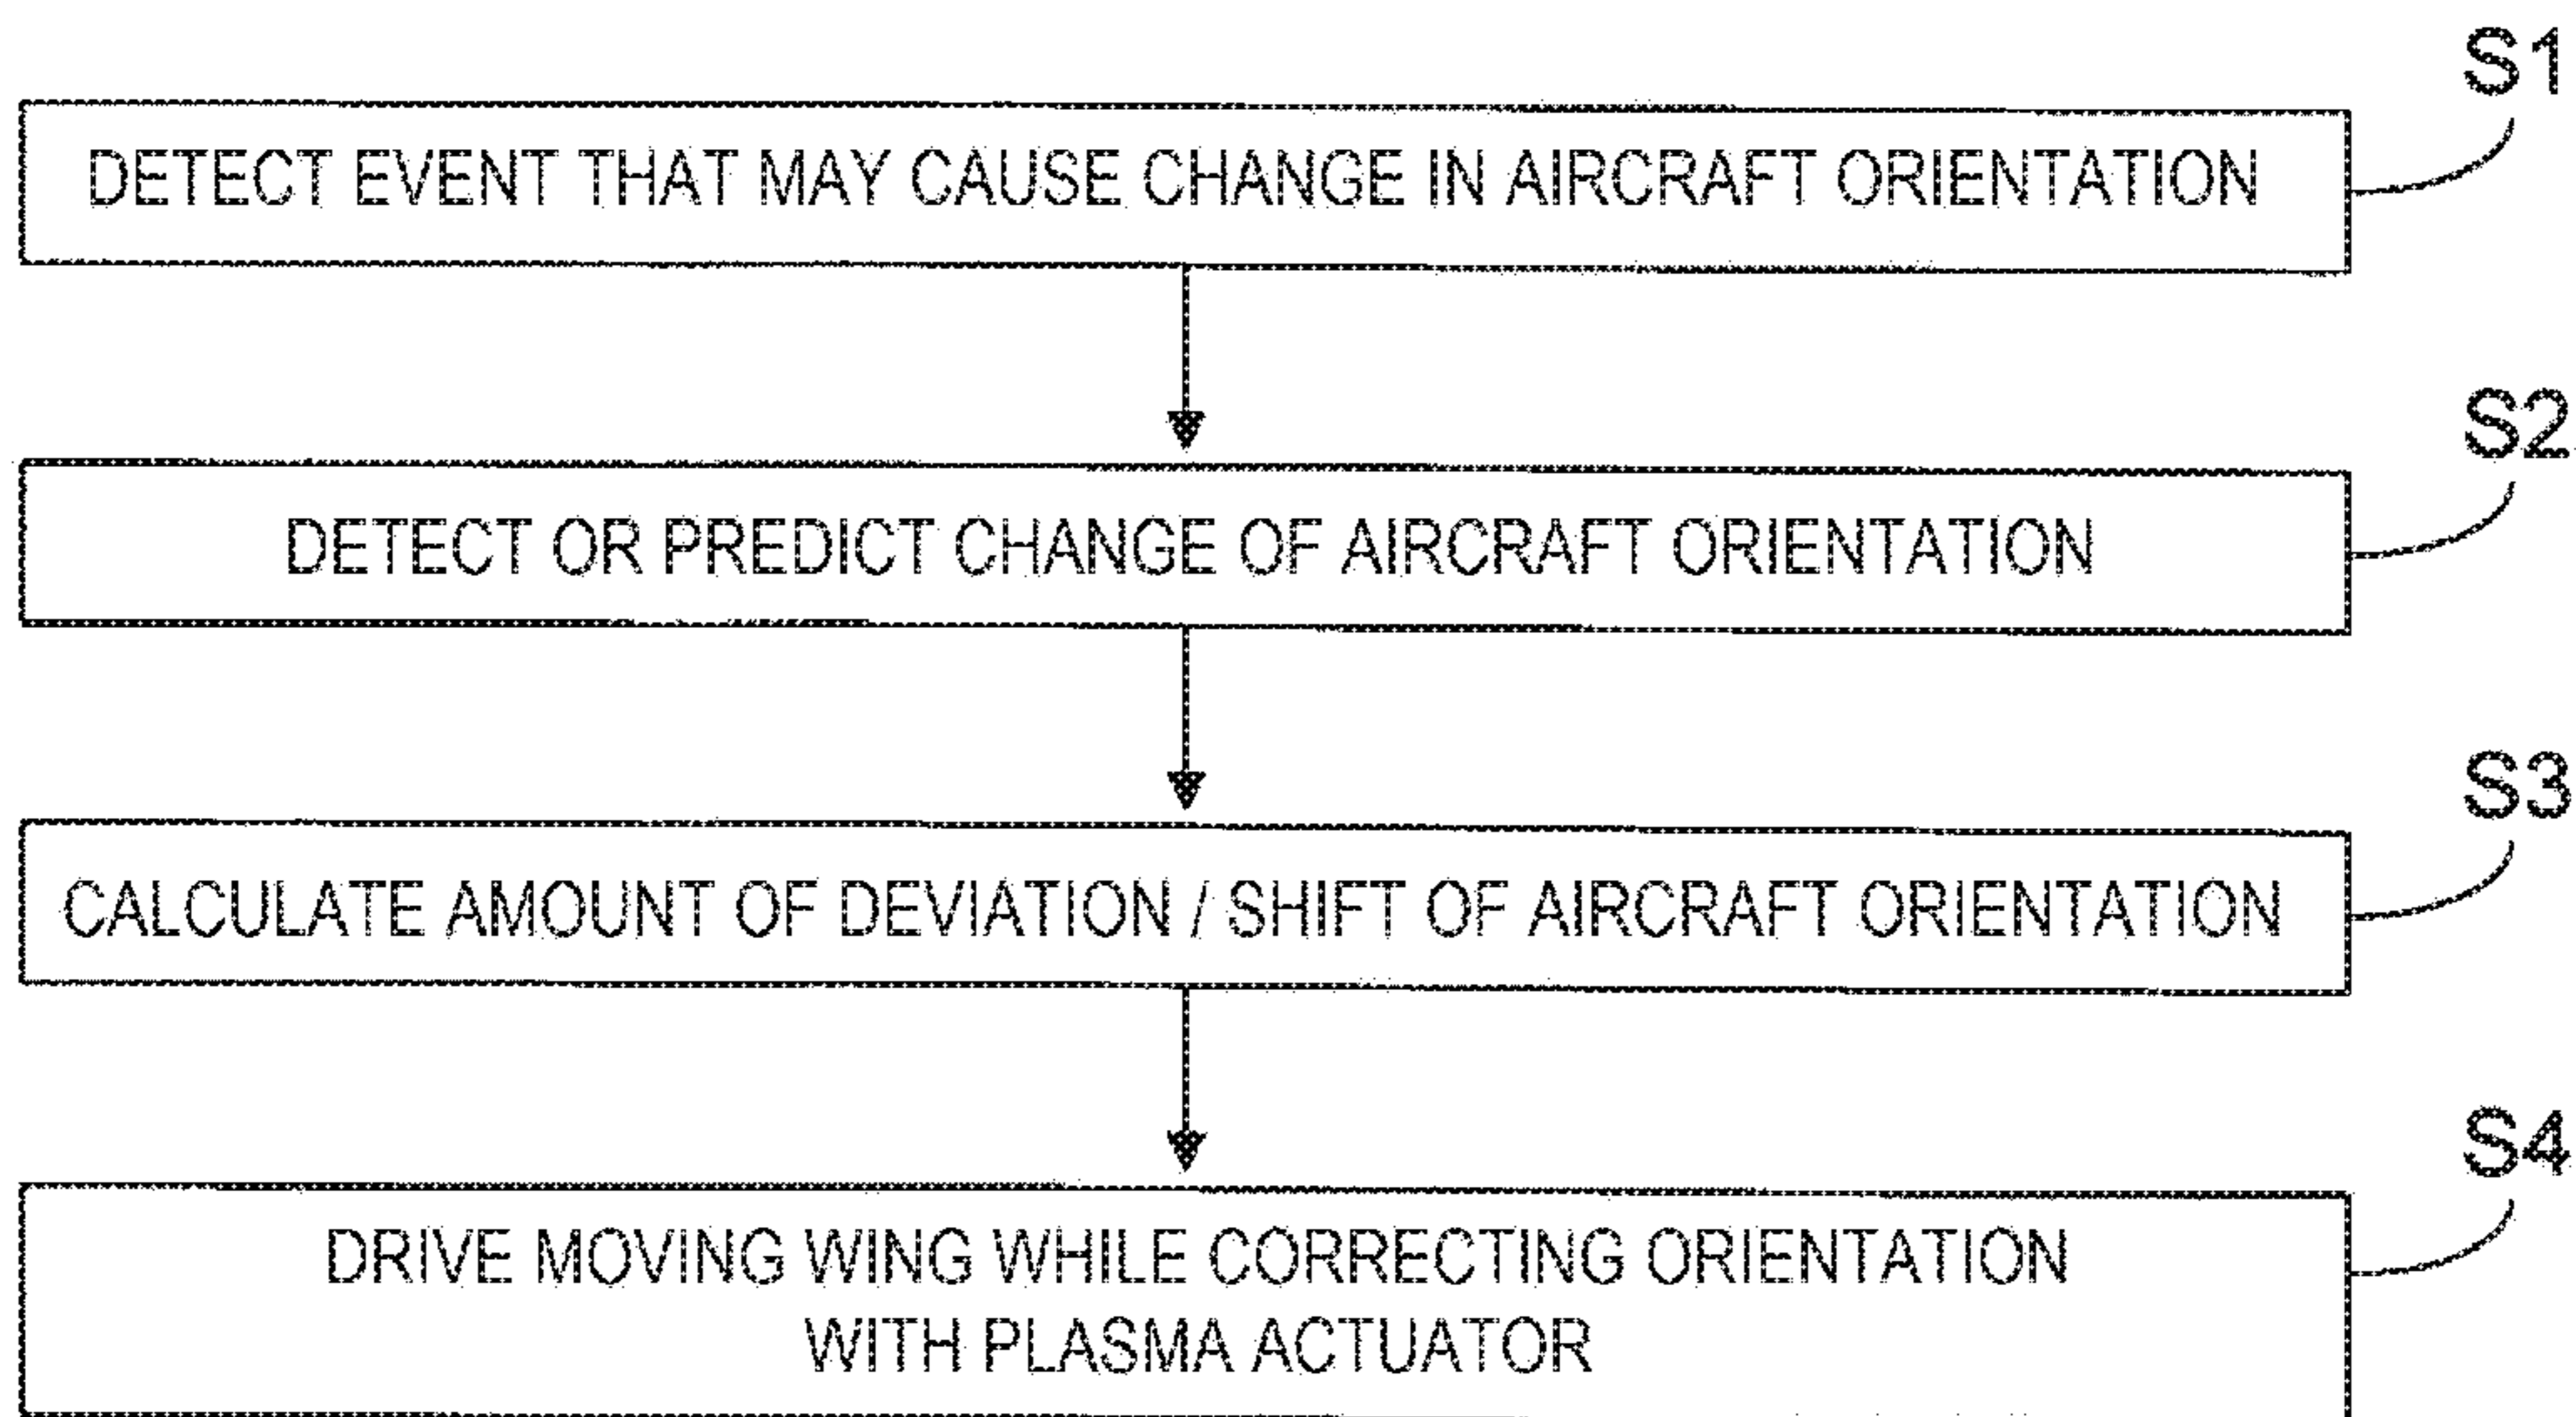 S1
DETECT EVENT THAT MAY CAUSE CHANGE IN AIRCRAFT ORIENTATION
S2
DETECT OR PREDICT CHANGE OF AIRCRAFT ORIENTATION
S3
CALCULATE AMOUNT OF DEVIATION / SHIFT OF AIRCRAFT ORIENTATION
S4
DRIVE MOVING WING WHILE CORRECTING ORIENTATION
WITH PLASMA ACTUATOR